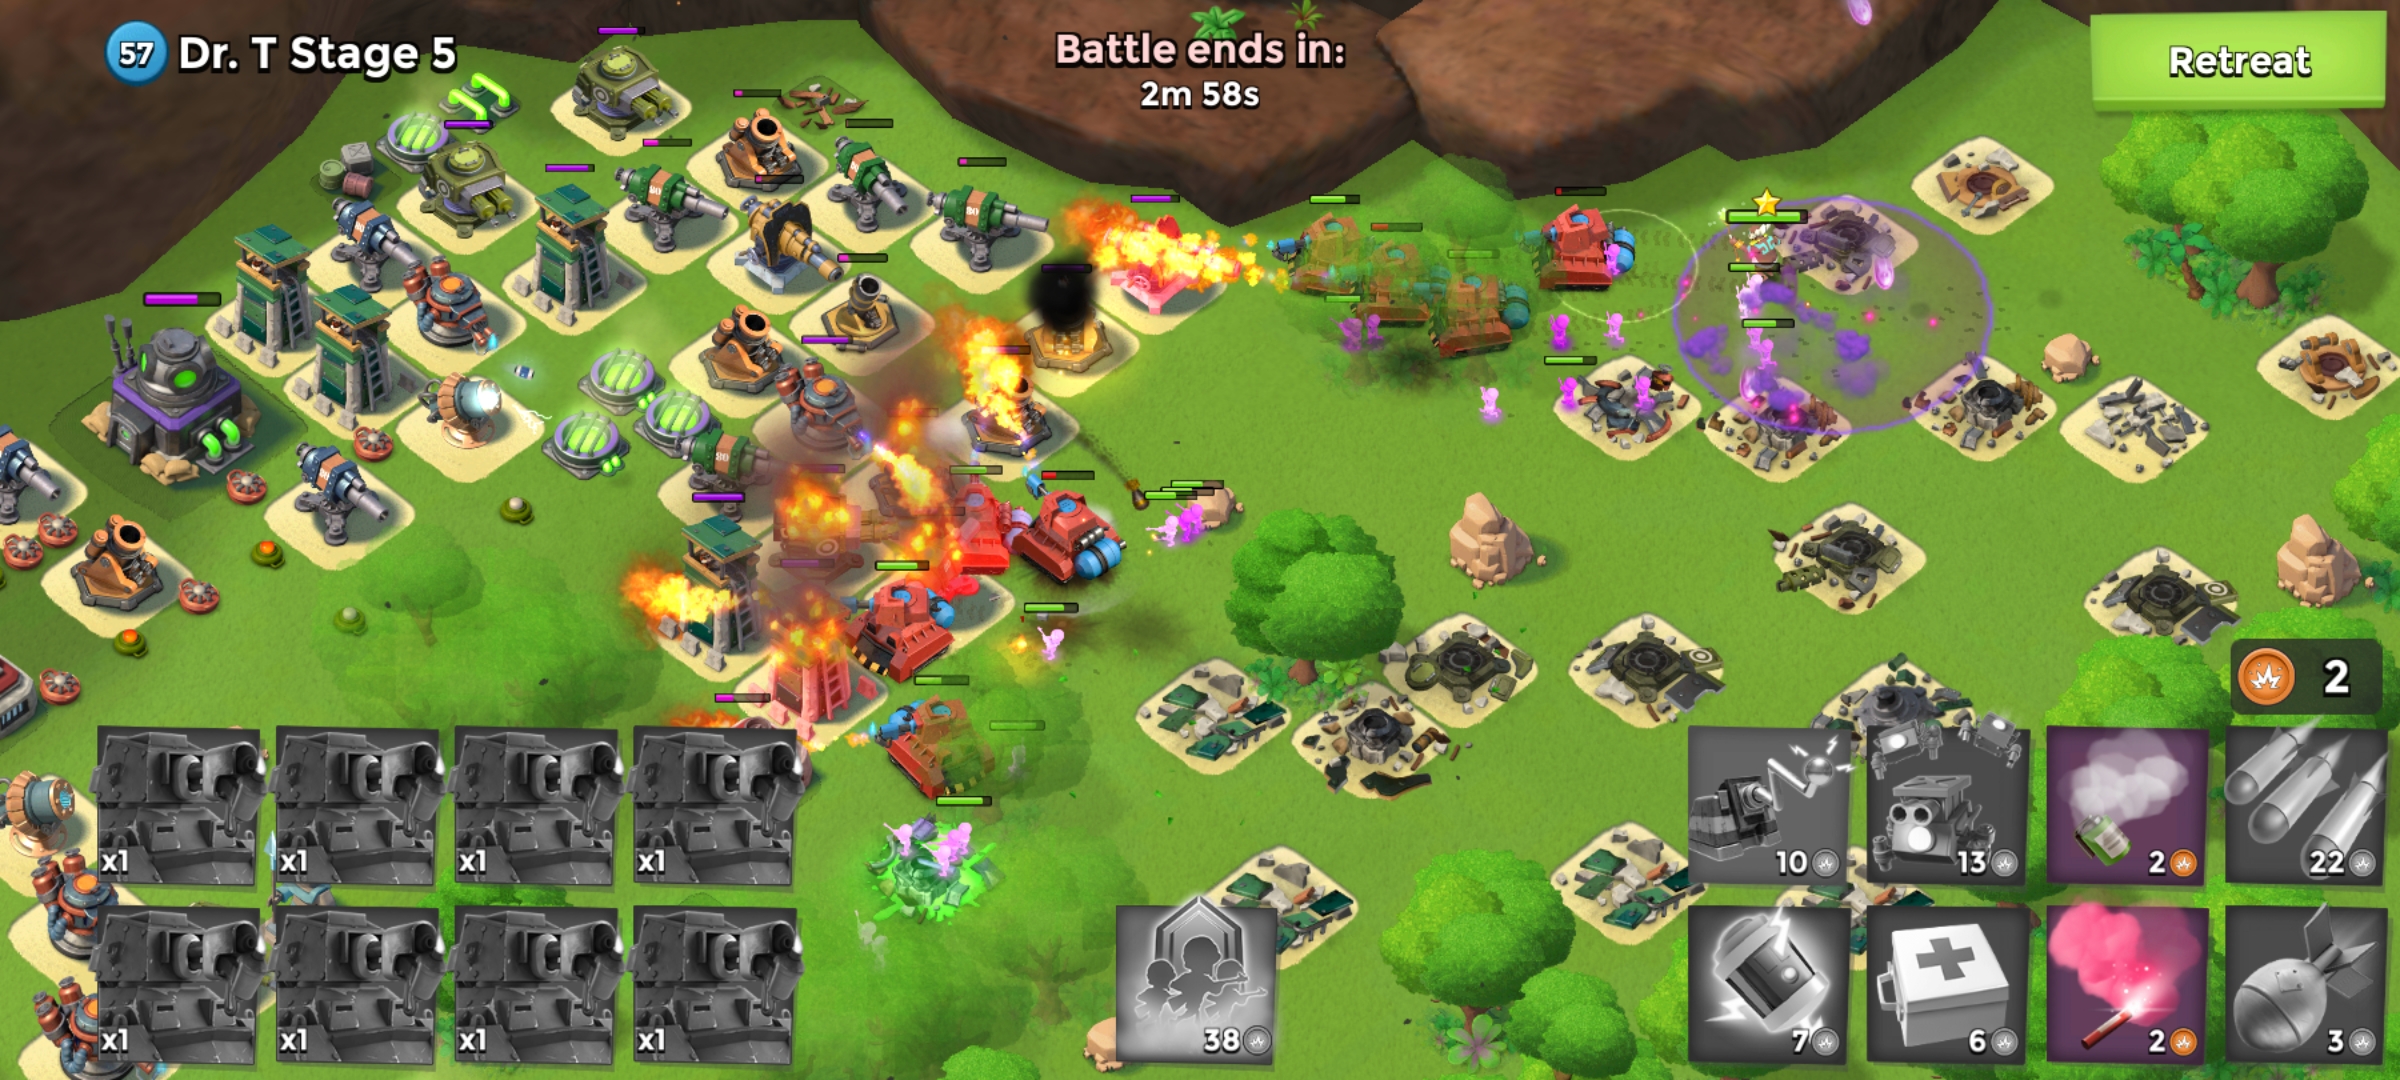 57 Dr. T Stage 5
Battle ends in:
2m 58s
Retreat
2
x1 x1 x1 x1
10 13 2 22
x1 x1 x1 x1
38
7 6 2 3